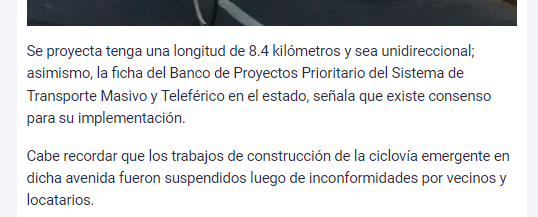 Se proyecta tenga una longitud de 8.4 kilómetros y sea unidireccional;
asimismo, la ficha del Banco de Proyectos Prioritario del Sistema de
Transporte Masivo y Teleférico en el estado, señala que existe consenso
para su implementación.
Cabe recordar que los trabajos de construcción de la ciclovía emergente en
dicha avenida fueron suspendidos luego de inconformidades por vecinos y
locatarios.